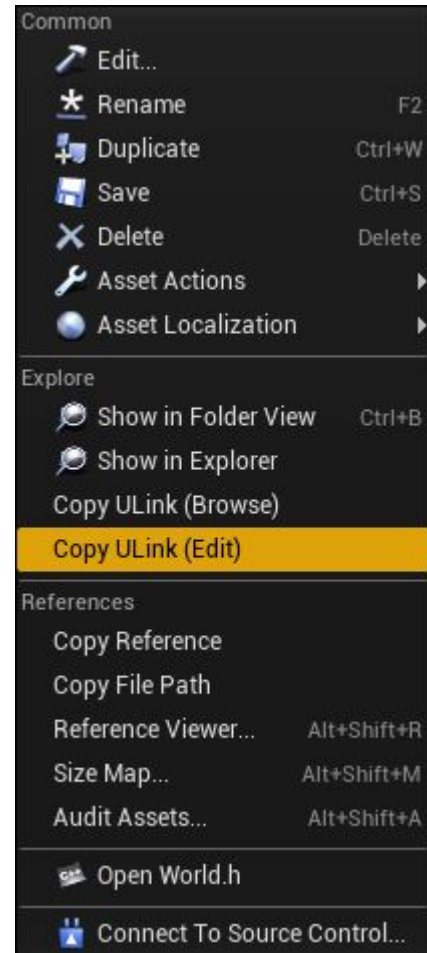 Common
Edit...
Rename F2
Duplicate Ctrl+W
Save Ctrl+S
Delete Delete
Asset Actions
Asset Localization
Explore
Show in Folder View Ctrl+B
Show in Explorer
Copy ULink (Browse)
Copy ULink (Edit)
References
Copy Reference
Copy File Path
Reference Viewer... Alt+Shift+R
Size Map... Alt+Shift+M
Audit Assets... Alt+Shift+A
Open World.h
Connect To Source Control...